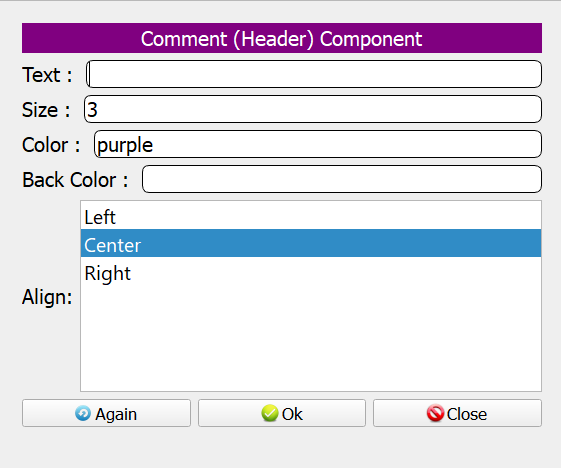 Comment (Header) Component
Text :
Size : 3
Color : purple
Back Color :
Left
Center
Right
Align:
Again Ok Close